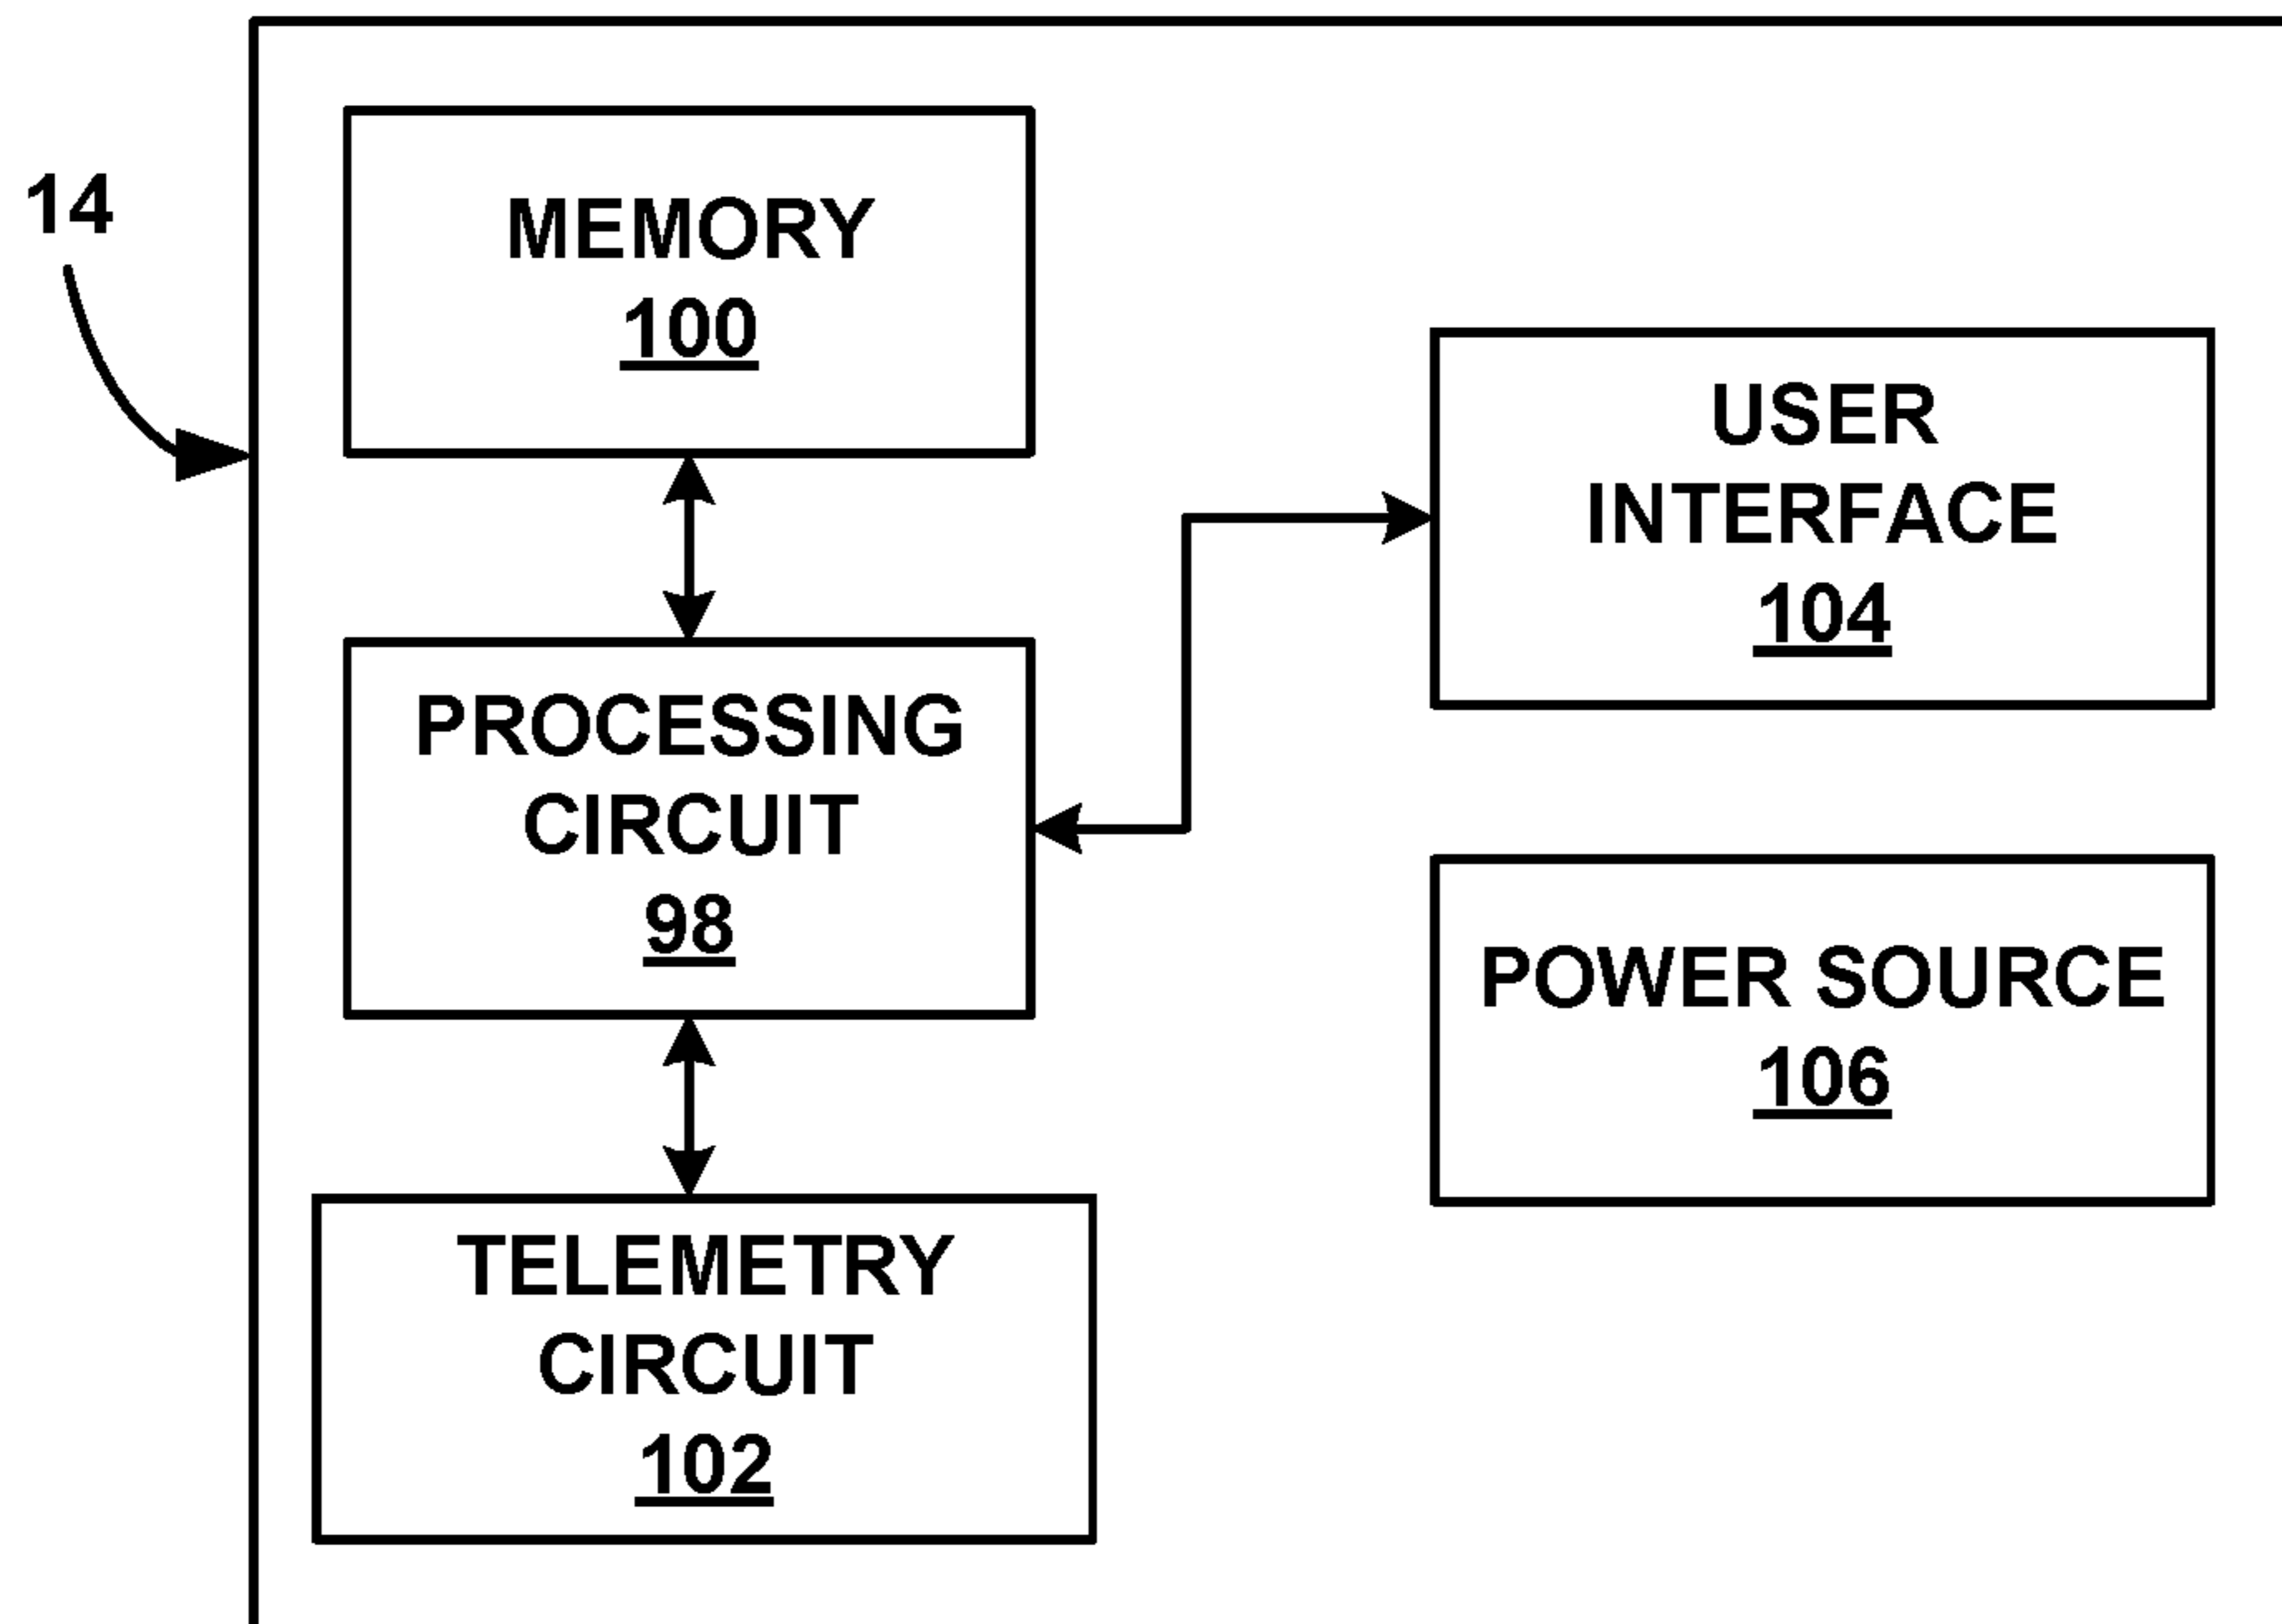 14
MEMORY
100
USER
INTERFACE
104
PROCESSING
CIRCUIT
98
POWER SOURCE
106
TELEMETRY
CIRCUIT
102